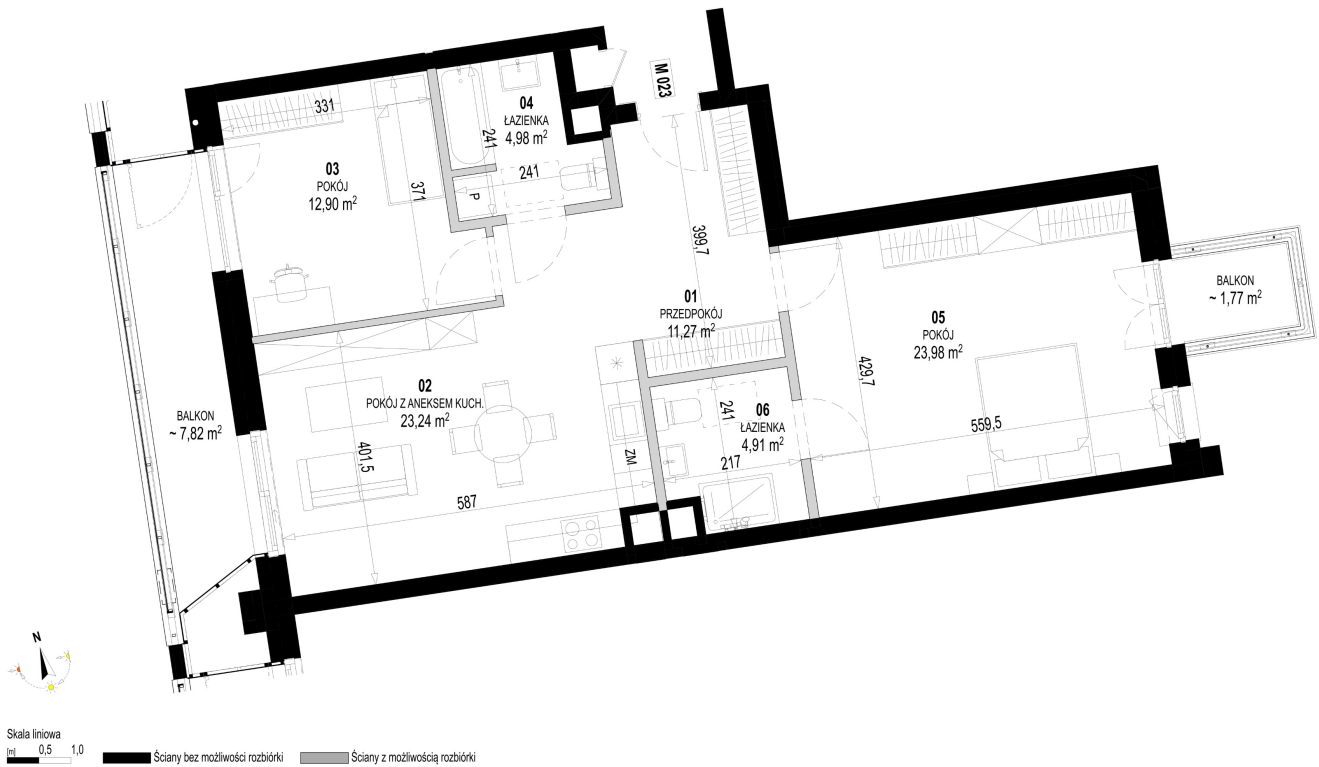 M 023
331
04
ŁAZIENKA
4,98 m²
241
241
P
03
POKÓJ
12,90 m²
371
399,7
01
PRZEDPOKÓJ
11,27 m²
05
POKÓJ
23,98 m²
BALKON
~ 1,77 m²
429,7
559,5
02
POKÓJ Z ANEKSEM KUCH.
23,24 m²
BALKON
~ 7,82 m²
401,5
587
ZM
241
06
ŁAZIENKA
4,91 m²
217
N
Skala liniowa
[m] 0,5 1,0
Ściany bez możliwości rozbiórki
Ściany z możliwością rozbiórki